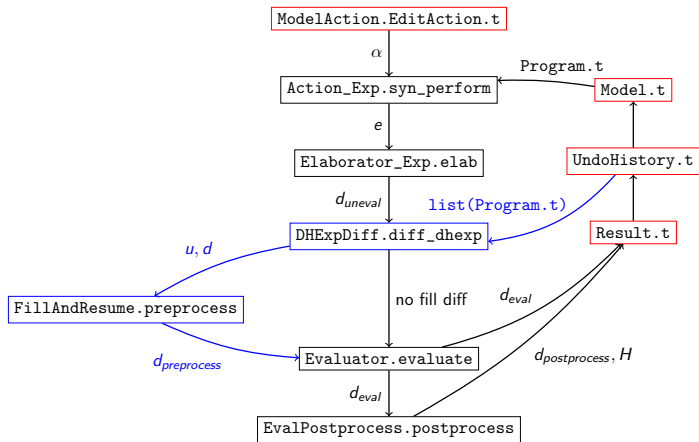 ModelAction.EditAction.t
α
Program.t
Action_Exp.syn_perform
Model.t
e
Elaborator_Exp.elab
UndoHistory.t
d_uneval
list(Program.t)
DHExpDiff.diff_dhexp
Result.t
u, d
no fill diff
d_eval
FillAndResume.preprocess
d_preprocess
Evaluator.evaluate
d_postprocess, H
d_eval
EvalPostprocess.postprocess